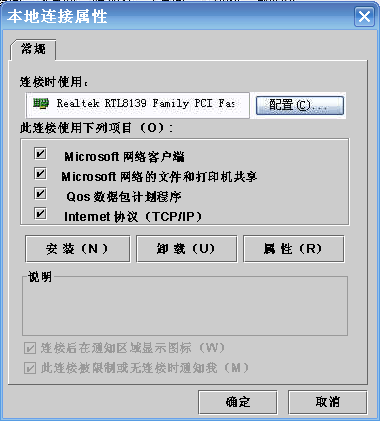 本地连接属性
常规
连接时使用：
Realtek RTL8139 Family PCI Fas
配置(C)...
此连接使用下列项目（O）：
Microsoft 网络客户端
Microsoft 网络的文件和打印机共享
Qos 数据包计划程序
Internet 协议（TCP/IP）
安 装（N ）
卸 载（U）
属 性（R）
说明
连接后在通知区域显示图标（W）
此连接被限制或无连接时通知我（M）
确定
取消